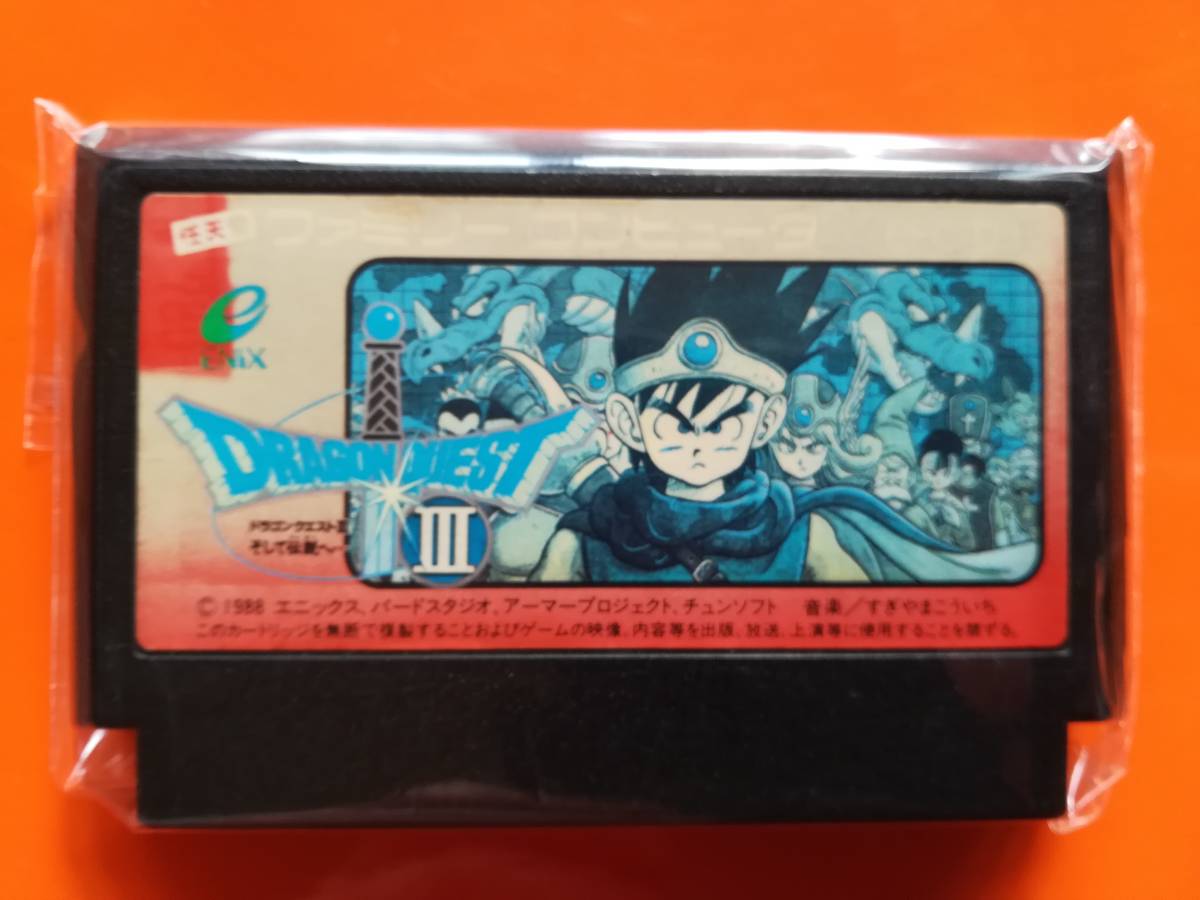 任天
ファミリー コンピュータ
ENIX
DRAGON QUEST
III
ドラゴンクエストIII
そして伝説へ…
© 1988 エニックス、バードスタジオ、アーマープロジェクト、チュンソフト 音楽／すぎやまこういち
このカートリッジを無断で複製することおよびゲームの映像、内容等を出版、放送、上演等に使用することを禁ずる。